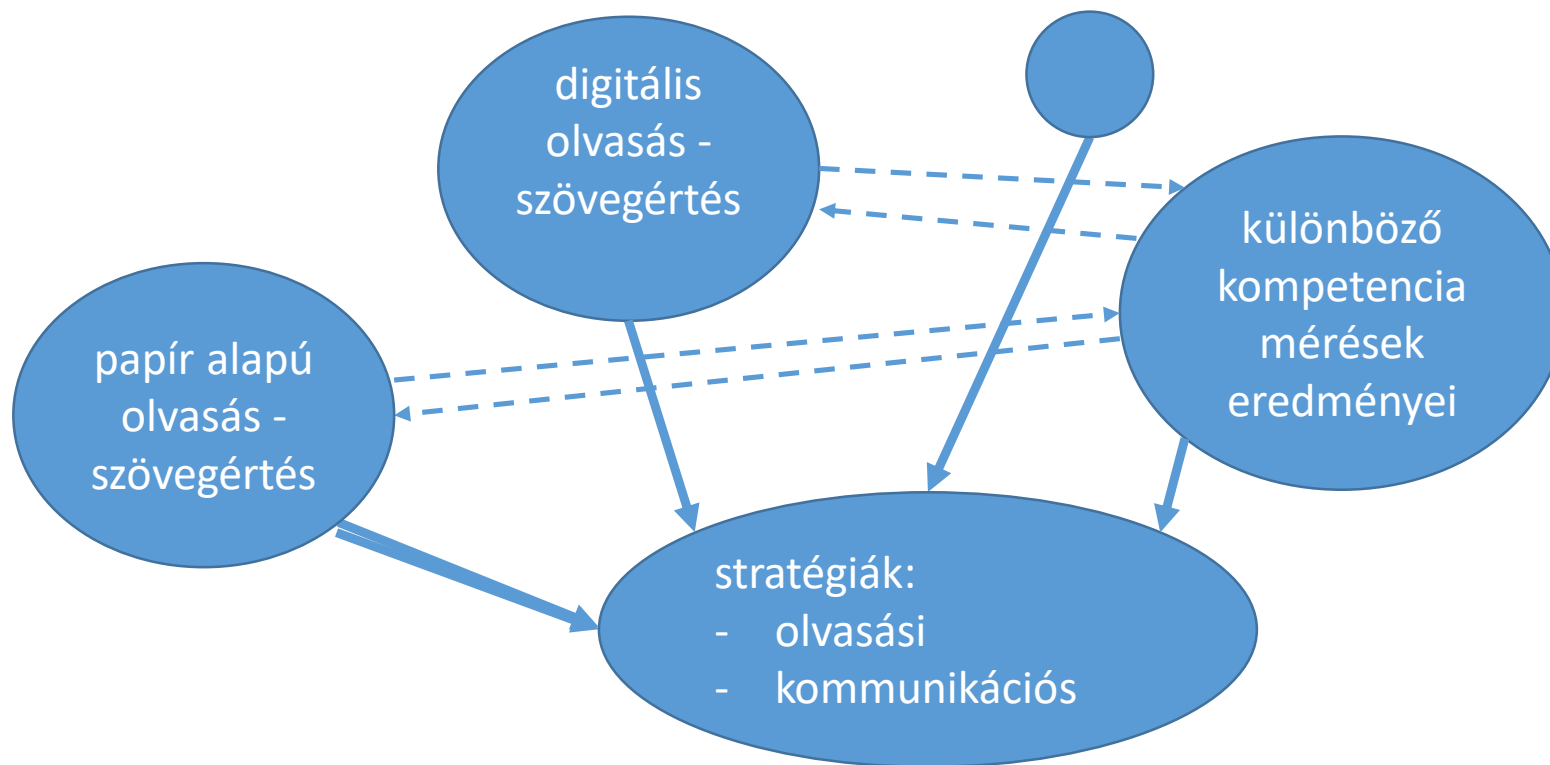 digitális
olvasás -
szövegértés
különböző
kompetencia
mérések
eredményei
papír alapú
olvasás -
szövegértés
stratégiák:
- olvasási
- kommunikációs